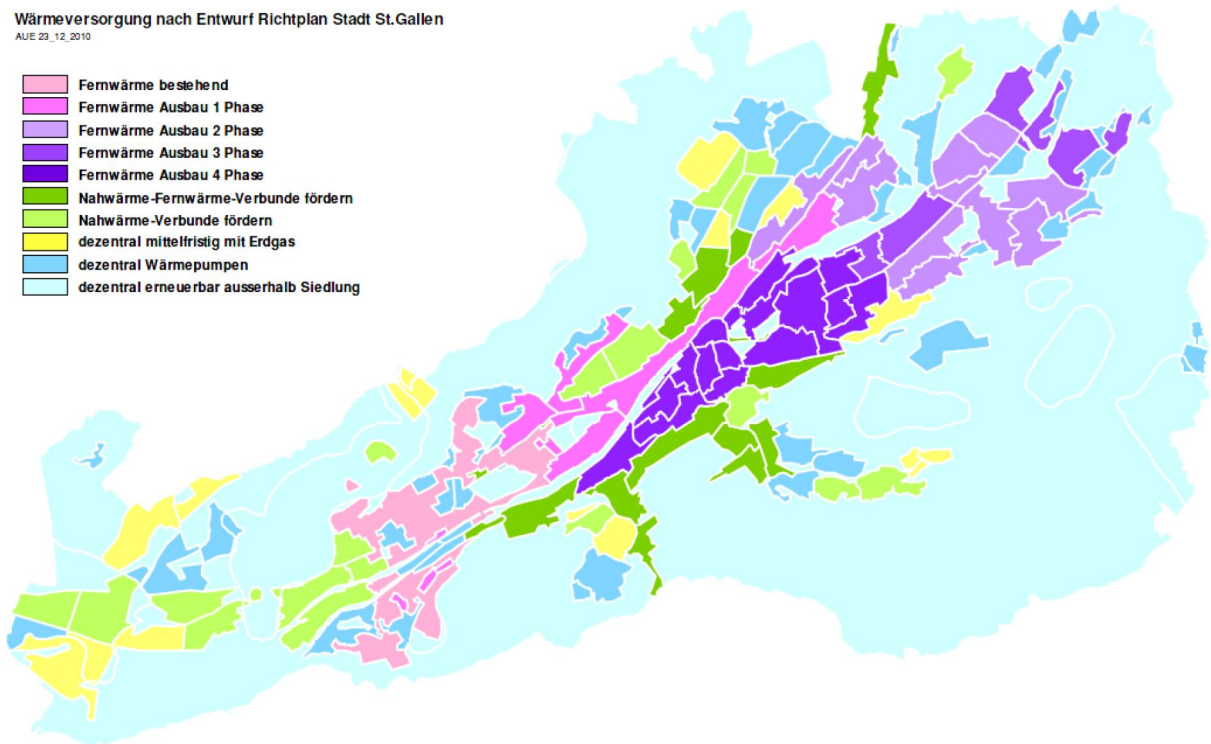 Wärmeversorgung nach Entwurf Richtplan Stadt St.Gallen
AUE 23_12_2010
Fernwärme bestehend
Fernwärme Ausbau 1 Phase
Fernwärme Ausbau 2 Phase
Fernwärme Ausbau 3 Phase
Fernwärme Ausbau 4 Phase
Nahwärme-Fernwärme-Verbunde fördern
Nahwärme-Verbunde fördern
dezentral mittelfristig mit Erdgas
dezentral Wärmepumpen
dezentral erneuerbar ausserhalb Siedlung